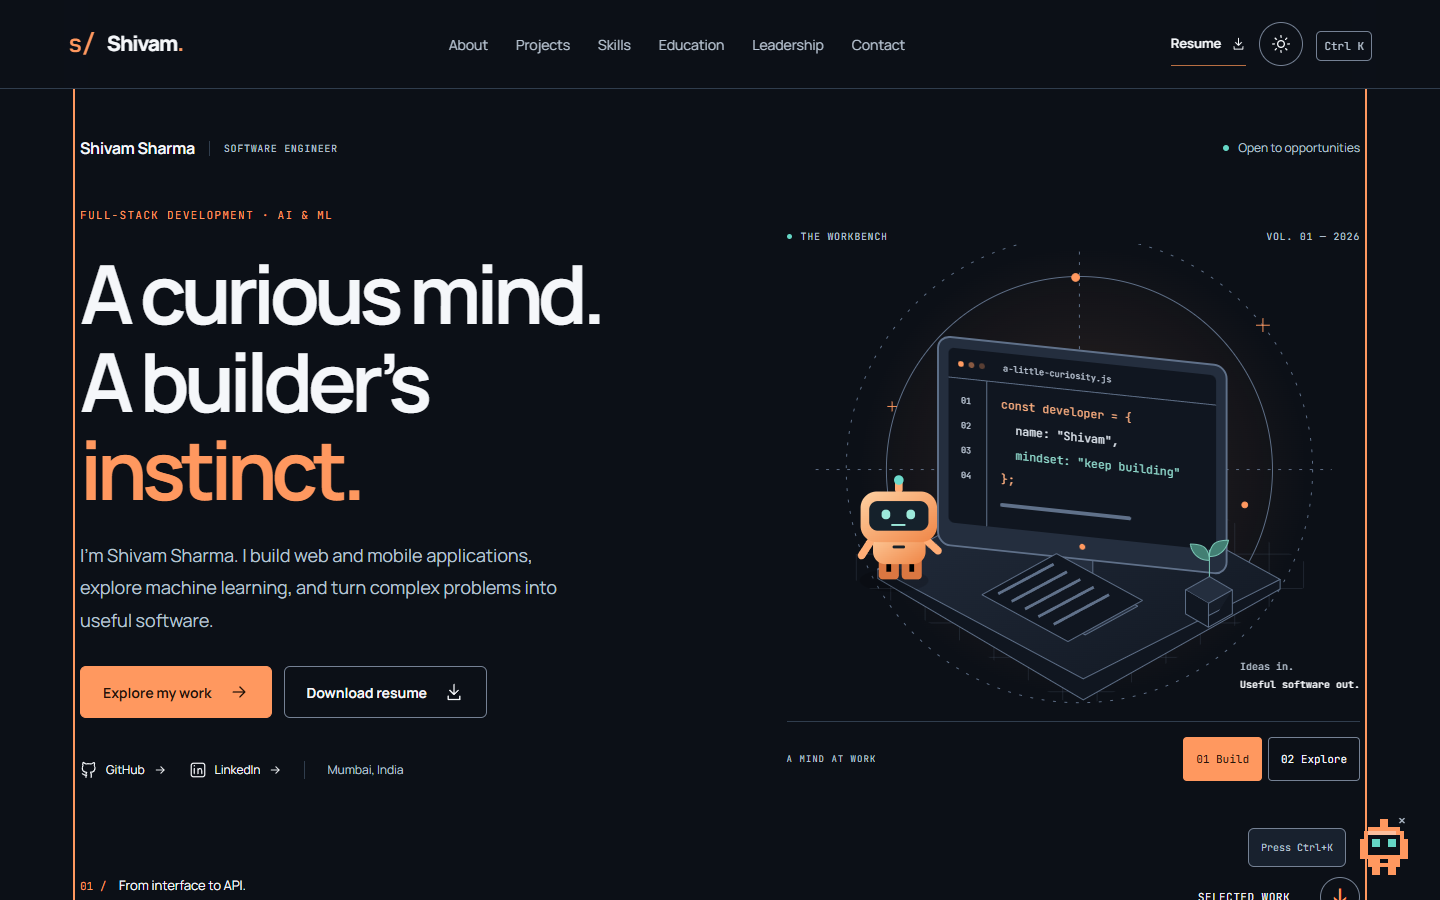 s/ Shivam.
About Projects Skills Education Leadership Contact
Resume
Ctrl K
Shivam Sharma
SOFTWARE ENGINEER
Open to opportunities
FULL-STACK DEVELOPMENT · AI & ML
A curious mind.
A builder’s
instinct.
I’m Shivam Sharma. I build web and mobile applications,
explore machine learning, and turn complex problems into
useful software.
Explore my work →
Download resume
GitHub →
LinkedIn →
Mumbai, India
THE WORKBENCH
VOL. 01 — 2026
a-little-curiosity.js
01 const developer = {
02 name: "Shivam",
03 mindset: "keep building"
04 };
Ideas in.
Useful software out.
A MIND AT WORK
01 Build
02 Explore
Press Ctrl+K
×
01 / From interface to API.
SELECTED WORK